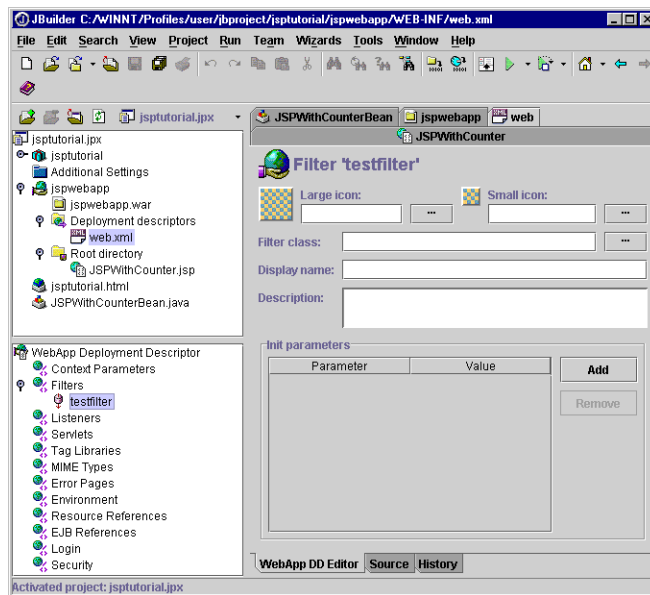 JBuilder C:/WINNT/Profiles/user/jbproject/jsptutorial/jspwebapp/WEB-INF/web.xml
File Edit Search View Project Run Team Wizards Tools Window Help
jsptutorial.jpx
JSPWithCounterBean jspwebapp web
JSPWithCounter
jsptutorial.jpx
jsptutorial
Additional Settings
jspwebapp
jspwebapp.war
Deployment descriptors
web.xml
Root directory
JSPWithCounter.jsp
jsptutorial.html
JSPWithCounterBean.java
WebApp Deployment Descriptor
Context Parameters
Filters
testfilter
Listeners
Servlets
Tag Libraries
MIME Types
Error Pages
Environment
Resource References
EJB References
Login
Security
Filter 'testfilter'
Large icon: ... Small icon: ...
Filter class: ...
Display name:
Description:
Init parameters
Parameter Value
Add
Remove
WebApp DD Editor Source History
Activated project: jsptutorial.jpx